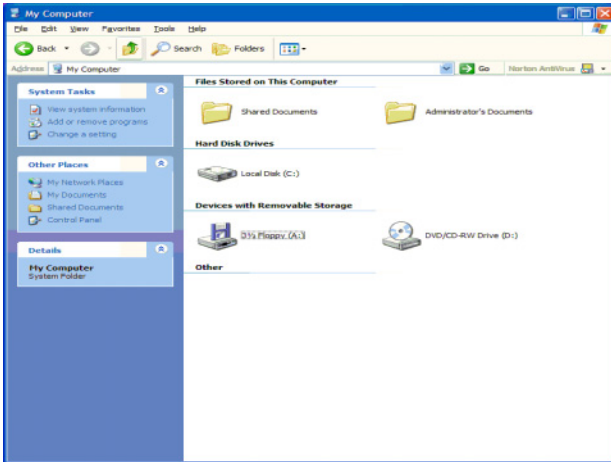 My Computer
File Edit View Favorites Tools Help
Back Search Folders
Address My Computer Go Norton AntiVirus
System Tasks
View system information
Add or remove programs
Change a setting
Other Places
My Network Places
My Documents
Shared Documents
Control Panel
Details
My Computer
System Folder
Files Stored on This Computer
Shared Documents Administrator's Documents
Hard Disk Drives
Local Disk (C:)
Devices with Removable Storage
3½ Floppy (A:) DVD/CD-RW Drive (D:)
Other